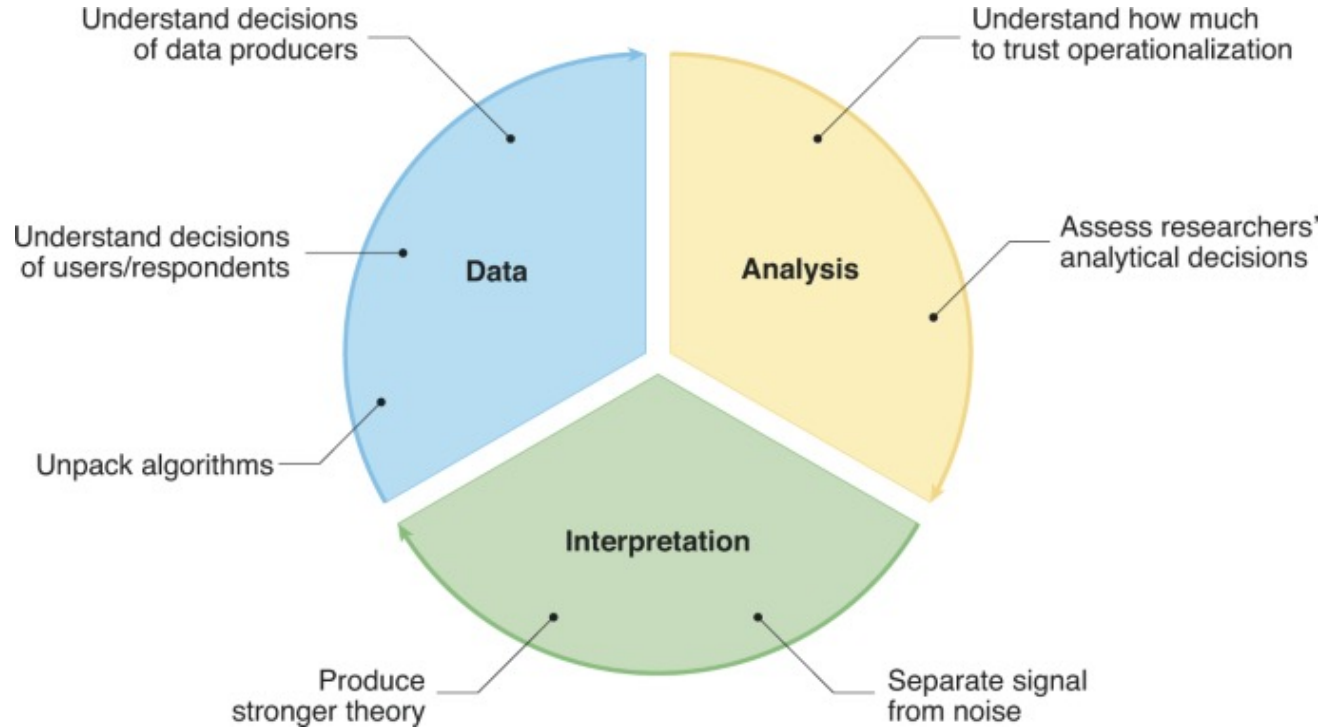 Understand decisions
of data producers
Understand how much
to trust operationalization
Understand decisions
of users/respondents
Data
Analysis
Assess researchers’
analytical decisions
Unpack algorithms
Interpretation
Produce
stronger theory
Separate signal
from noise